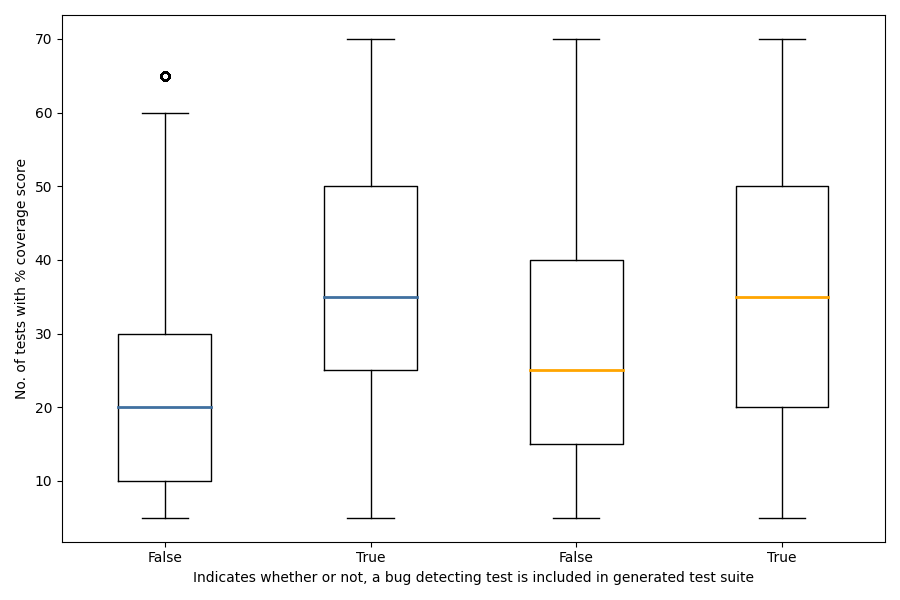 70
60
50
40
30
20
10
No. of tests with % coverage score
False True False True
Indicates whether or not, a bug detecting test is included in generated test suite